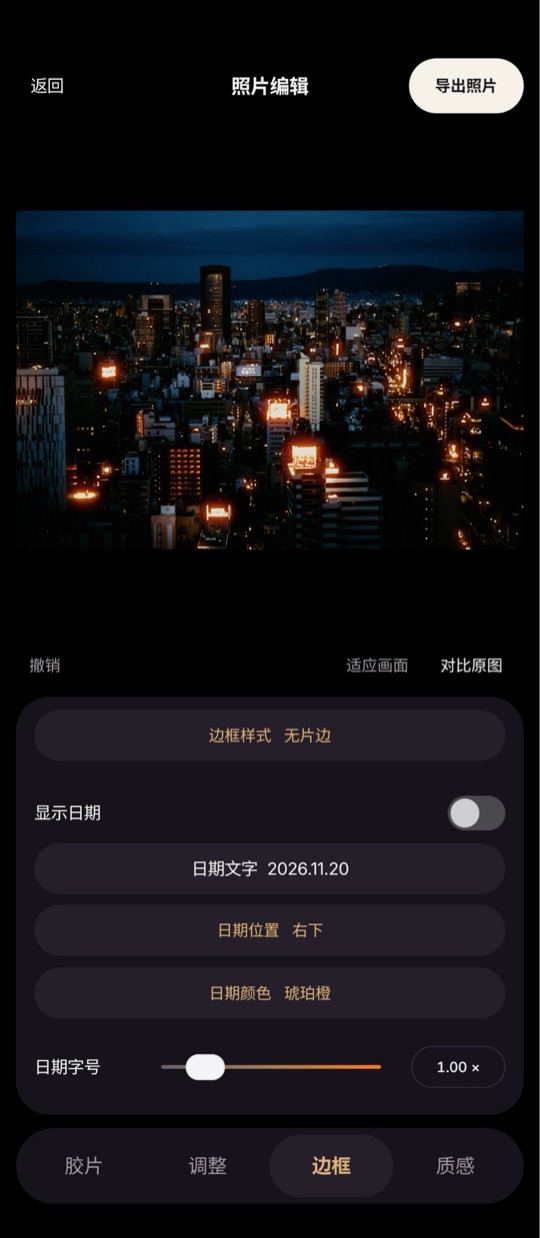 返回 照片编辑 导出照片
撤销 适应画面 对比原图
边框样式 无片边
显示日期
日期文字 2026.11.20
日期位置 右下
日期颜色 琥珀橙
日期字号 1.00 ×
胶片 调整 边框 质感